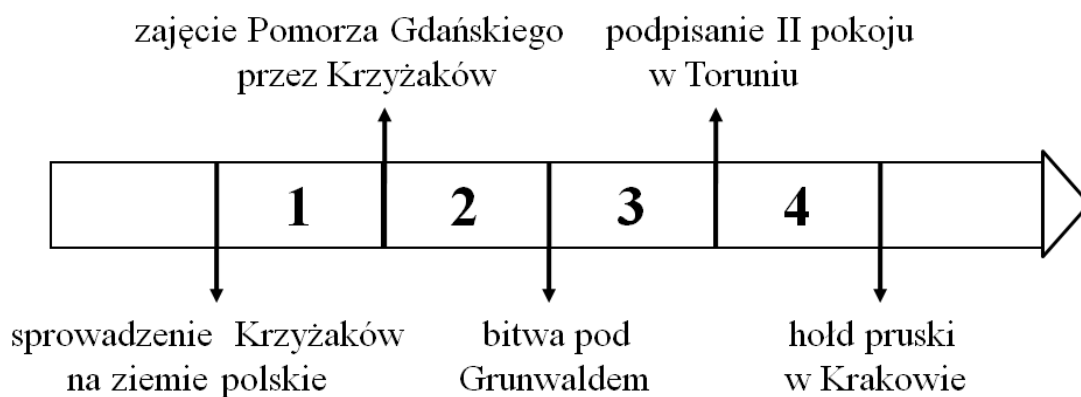 zajęcie Pomorza Gdańskiego
przez Krzyżaków
podpisanie II pokoju
w Toruniu
1 2 3 4
sprowadzenie Krzyżaków
na ziemie polskie
bitwa pod
Grunwaldem
hołd pruski
w Krakowie